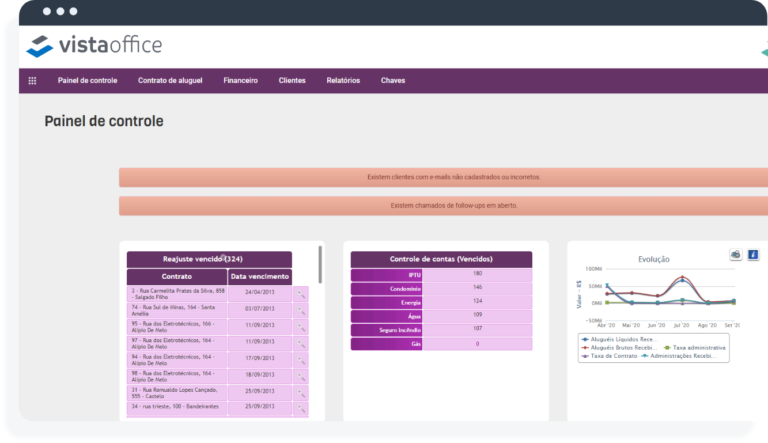 vistaoffice
Painel de controle Contrato de aluguel Financeiro Clientes Relatórios Chaves
Painel de controle
Existem clientes com e-mails não cadastrados ou incorretos.
Existem chamados de follow-ups em aberto.
Reajuste vencido (324)
Contrato Data vencimento
3 - Rua Carmelita Prates da Silva, 858 24/04/2013
- Salgado Filho
74 - Rua Sul de Minas, 164 - Santa 03/07/2013
Amélia
95 - Rua dos Eletrotécnicos, 166 - 11/09/2013
Alípio De Melo
97 - Rua dos Eletrotécnicos, 166 - 11/09/2013
Alípio De Melo
94 - Rua dos Eletrotécnicos, 164 - 17/09/2013
Alípio De Melo
98 - Rua dos Eletrotécnicos, 166 - 18/09/2013
Alípio De Melo
31 - Rua Romualdo Lopes Cançado, 25/09/2013
555 - Castelo
34 - rua trieste, 100 - Bandeirantes 25/09/2013
Controle de contas (Vencidos)
IPTU 180
Condomínio 146
Energia 124
Água 109
Seguro Incêndio 107
Gás 0
Evolução
Valor - R$
100Mil
50Mil
0Mil
-50Mil
Abr '20 Mai '20 Jun '20 Jul '20 Ago '20 Set '20
Aluguéis Líquidos Rece...
Aluguéis Brutos Recebi... Taxa administrativa
Taxa de Contrato Administrações Recebi...